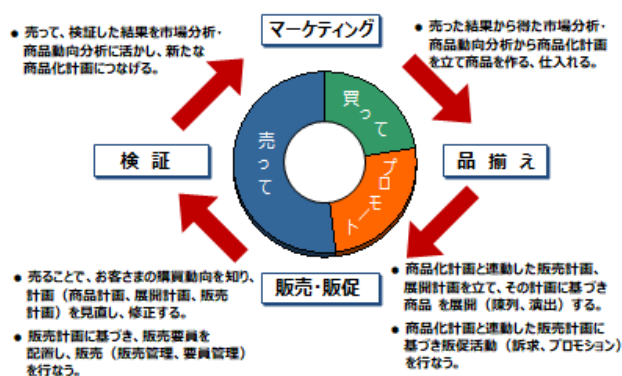 マーケティング
● 売って、検証した結果を市場分析・
商品動向分析に活かし、新たな
商品化計画につなげる。
● 売った結果から得た市場分析・
商品動向分析から商品化計画
を立て商品を作る、仕入れる。
買って
売って
プロモート
検 証
品 揃 え
販売・販促
● 売ることで、お客さまの購買動向を知り、
計画（商品計画、展開計画、販売
計画）を見直し、修正する。
● 販売計画に基づき、販売要員を
配置し、販売（販売管理、要員管理）
を行なう。
● 商品化計画と連動した販売計画、
展開計画を立て、その計画に基づき
商品 を展開（陳列、演出）する。
● 商品化計画と連動した販売計画に
基づき販促活動（訴求、プロモション）
を行なう。